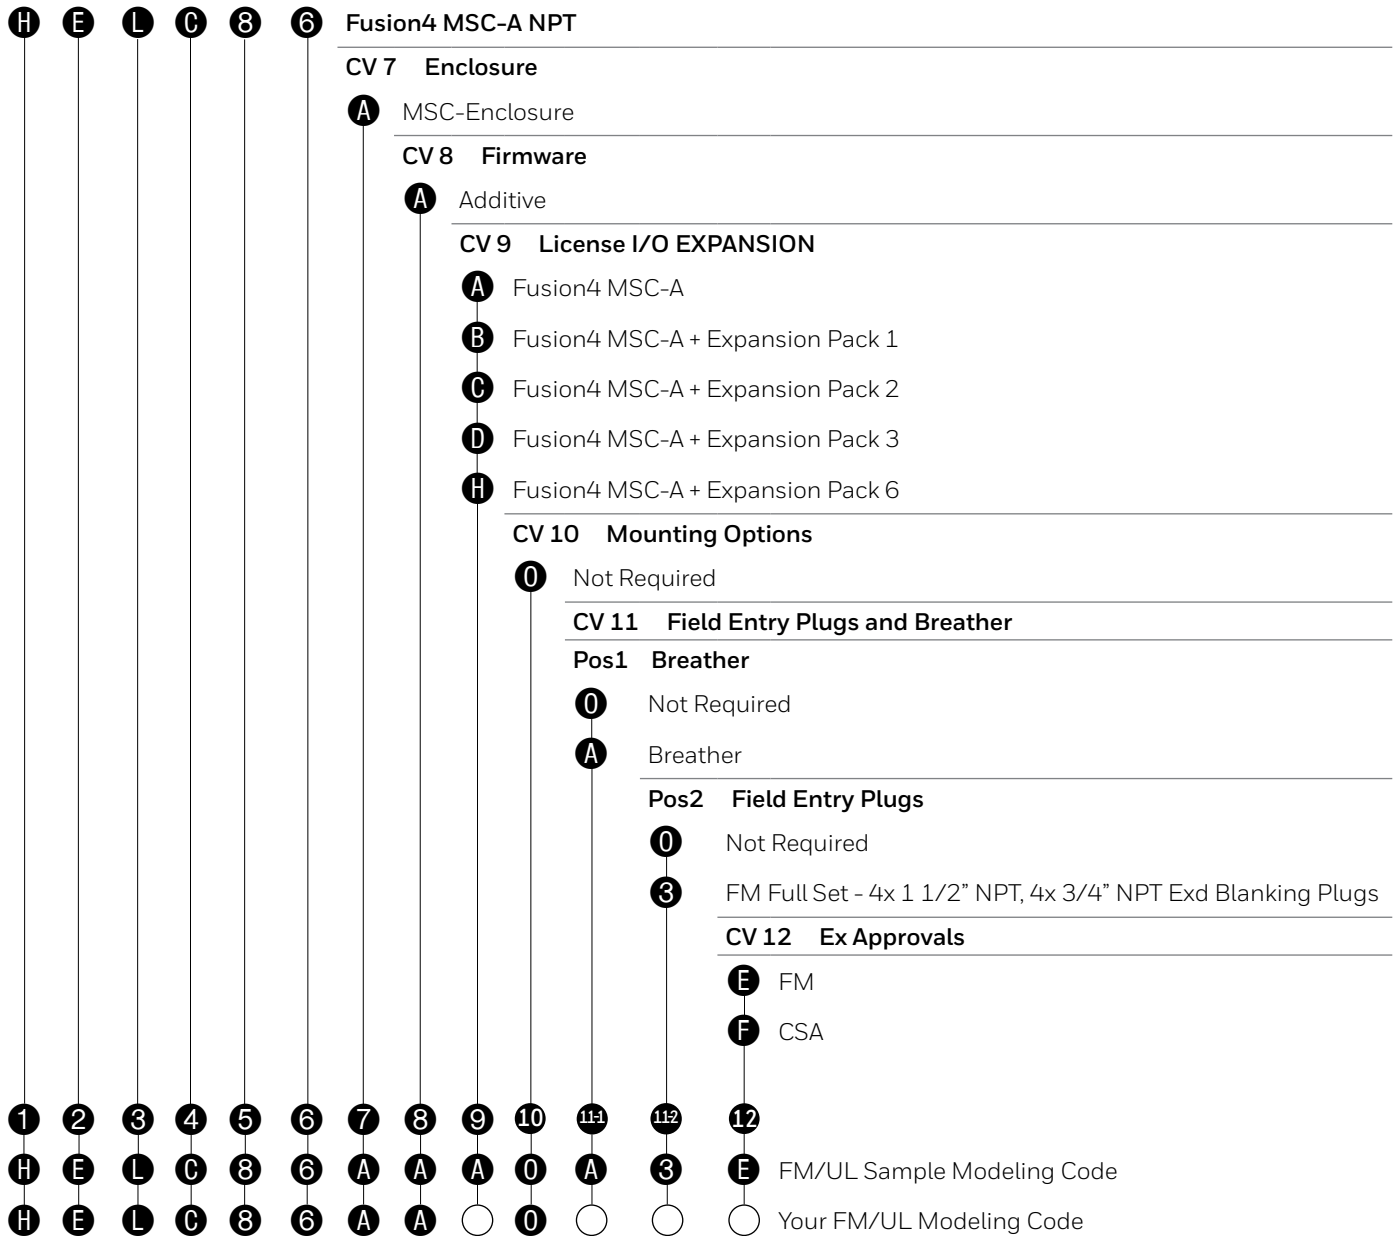 H E L C 8 6 Fusion4 MSC-A NPT
CV 7 Enclosure
A MSC-Enclosure
CV 8 Firmware
A Additive
CV 9 License I/O EXPANSION
A Fusion4 MSC-A
B Fusion4 MSC-A + Expansion Pack 1
C Fusion4 MSC-A + Expansion Pack 2
D Fusion4 MSC-A + Expansion Pack 3
H Fusion4 MSC-A + Expansion Pack 6
CV 10 Mounting Options
0 Not Required
CV 11 Field Entry Plugs and Breather
Pos1 Breather
0 Not Required
A Breather
Pos2 Field Entry Plugs
0 Not Required
3 FM Full Set - 4x 1 1/2” NPT, 4x 3/4” NPT Exd Blanking Plugs
CV 12 Ex Approvals
E FM
F CSA
1 2 3 4 5 6 7 8 9 10 11-1 11-2 12
H E L C 8 6 A A A 0 A 3 E FM/UL Sample Modeling Code
H E L C 8 6 A A 0 Your FM/UL Modeling Code